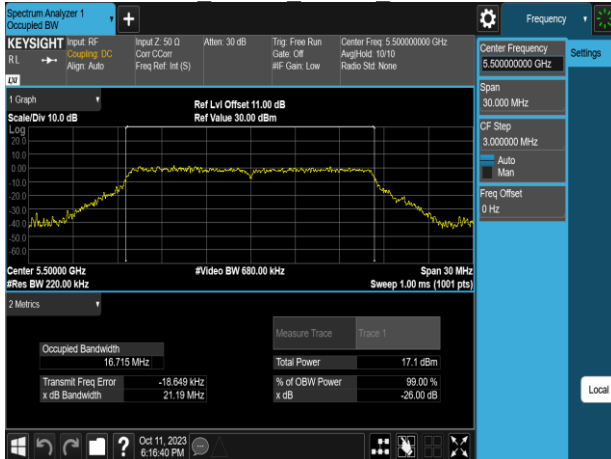 Spectrum Analyzer 1
Occupied BW
Frequency
KEYSIGHT Input: RF Input Z: 50 Ω Atten: 30 dB Trig: Free Run Center Freq: 5.500000000 GHz
RL Coupling: DC Corr CCorr Gate: Off Avg|Hold: 10/10
Align: Auto Freq Ref: Int (S) #IF Gain: Low Radio Std: None
LXI
Center Frequency
5.500000000 GHz
Settings
Span
30.000 MHz
CF Step
3.000000 MHz
Auto
Man
Freq Offset
0 Hz
1 Graph
Ref Lvl Offset 11.00 dB
Scale/Div 10.0 dB Ref Value 30.00 dBm
Log
20.0
10.0
0.00
-10.0
-20.0
-30.0
-40.0
-50.0
-60.0
Center 5.50000 GHz #Video BW 680.00 kHz Span 30 MHz
#Res BW 220.00 kHz Sweep 1.00 ms (1001 pts)
2 Metrics
Measure Trace Trace 1
Occupied Bandwidth
16.715 MHz Total Power 17.1 dBm
Transmit Freq Error -18.649 kHz % of OBW Power 99.00 %
x dB Bandwidth 21.19 MHz x dB -26.00 dB
Local
?
Oct 11, 2023
6:16:40 PM